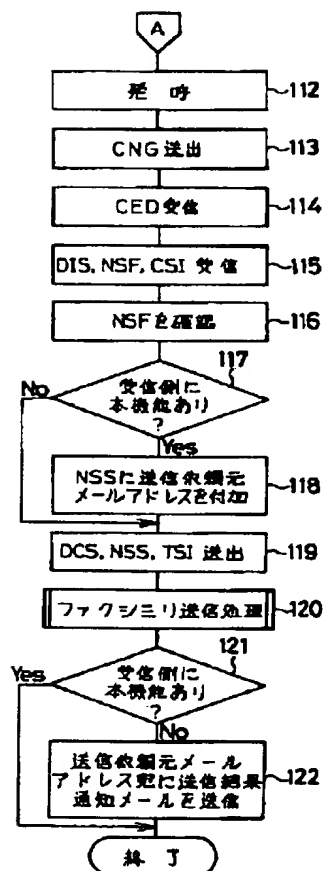 A
発呼
112
CNG送出
113
CED受信
114
DIS, NSF, CSI 受信
115
NSFを確認
116
117
受信側に
本機能あり
?
No
Yes
NSSに送信依頼元
メールアドレスを付加
118
DCS, NSS, TSI 送出
119
ファクシミリ送信処理
120
121
受信側に
本機能あり
?
Yes
No
送信依頼元メール
アドレス宛に送信結果
通知メールを送信
122
終了